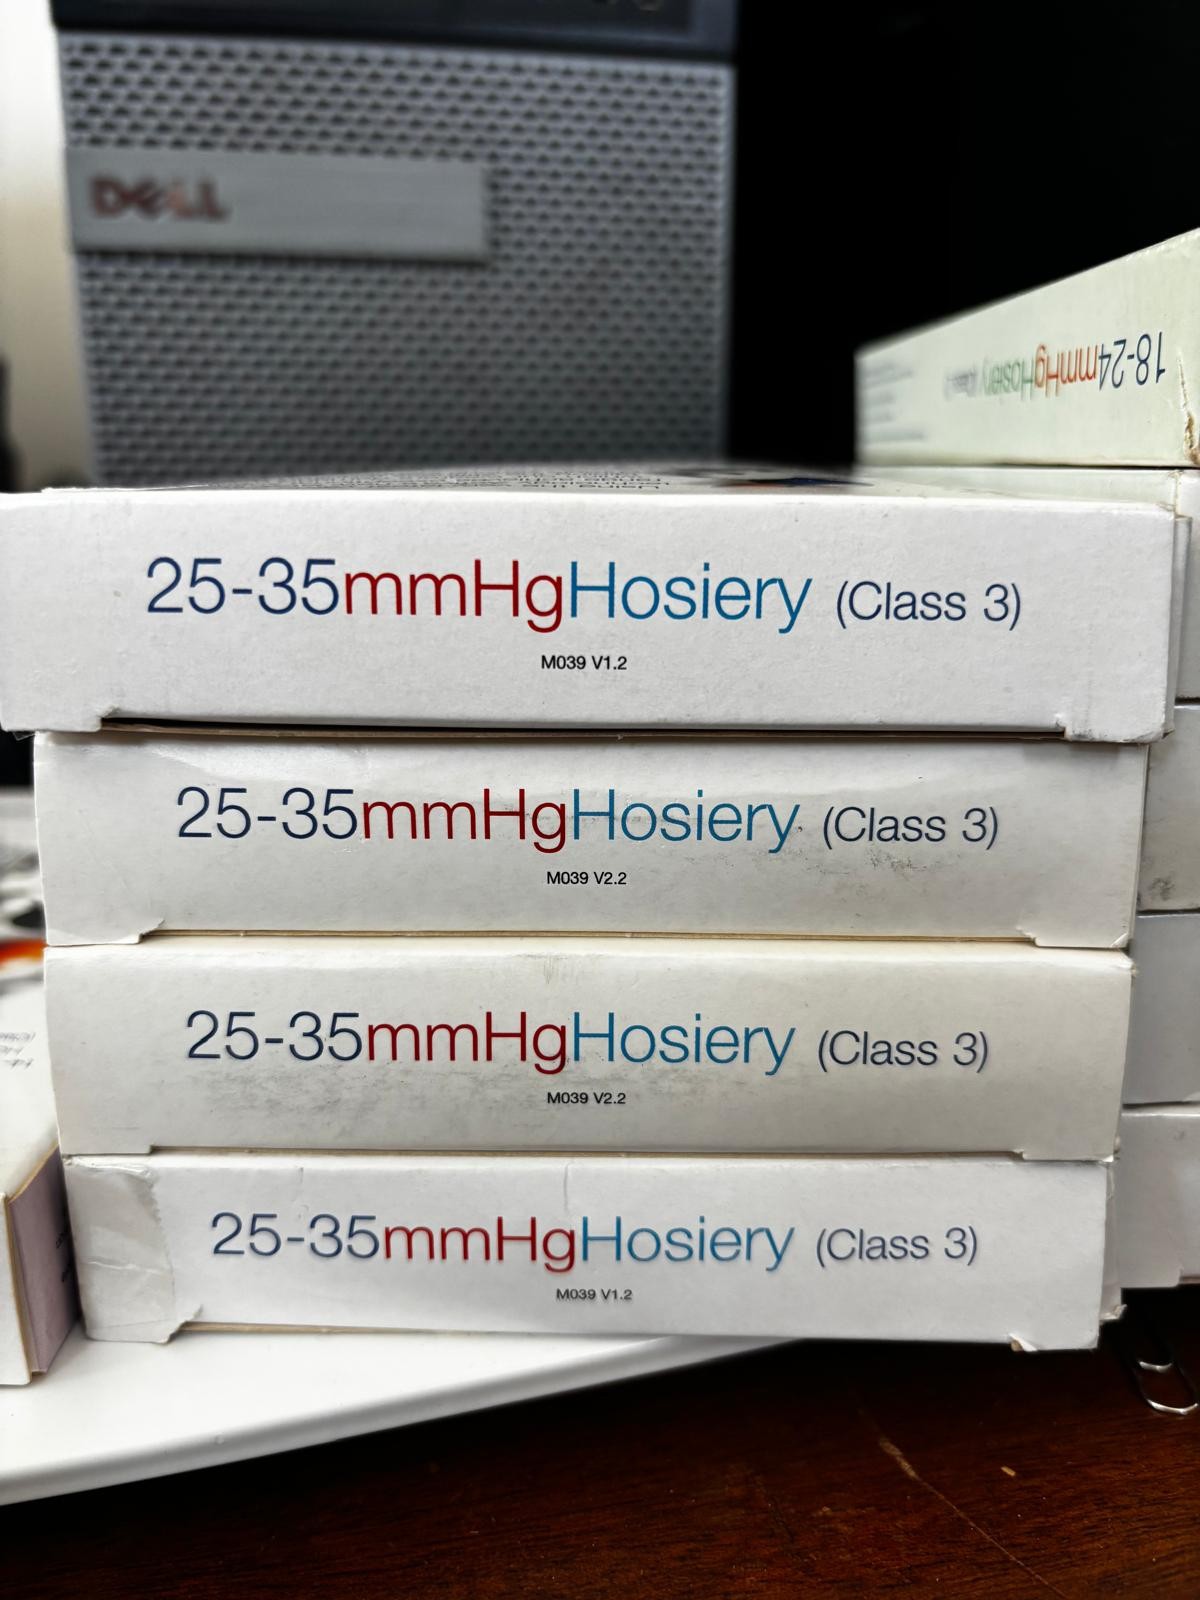 DELL
18-24mmHgHosiery
25-35mmHgHosiery (Class 3)
M039 V1.2
25-35mmHgHosiery (Class 3)
M039 V2.2
25-35mmHgHosiery (Class 3)
M039 V2.2
25-35mmHgHosiery (Class 3)
M039 V1.2